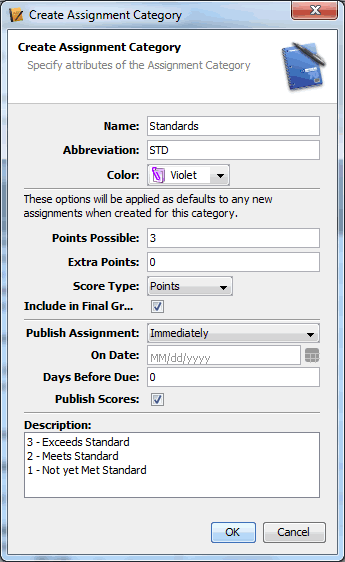 Create Assignment Category
Create Assignment Category
Specify attributes of the Assignment Category
Name: Standards
Abbreviation: STD
Color: Violet
These options will be applied as defaults to any new
assignments when created for this category.
Points Possible: 3
Extra Points: 0
Score Type: Points
Include in Final Gr...
Publish Assignment: Immediately
On Date: MM/dd/yyyy
Days Before Due: 0
Publish Scores:
Description:
3 - Exceeds Standard
2 - Meets Standard
1 - Not yet Met Standard
OK Cancel